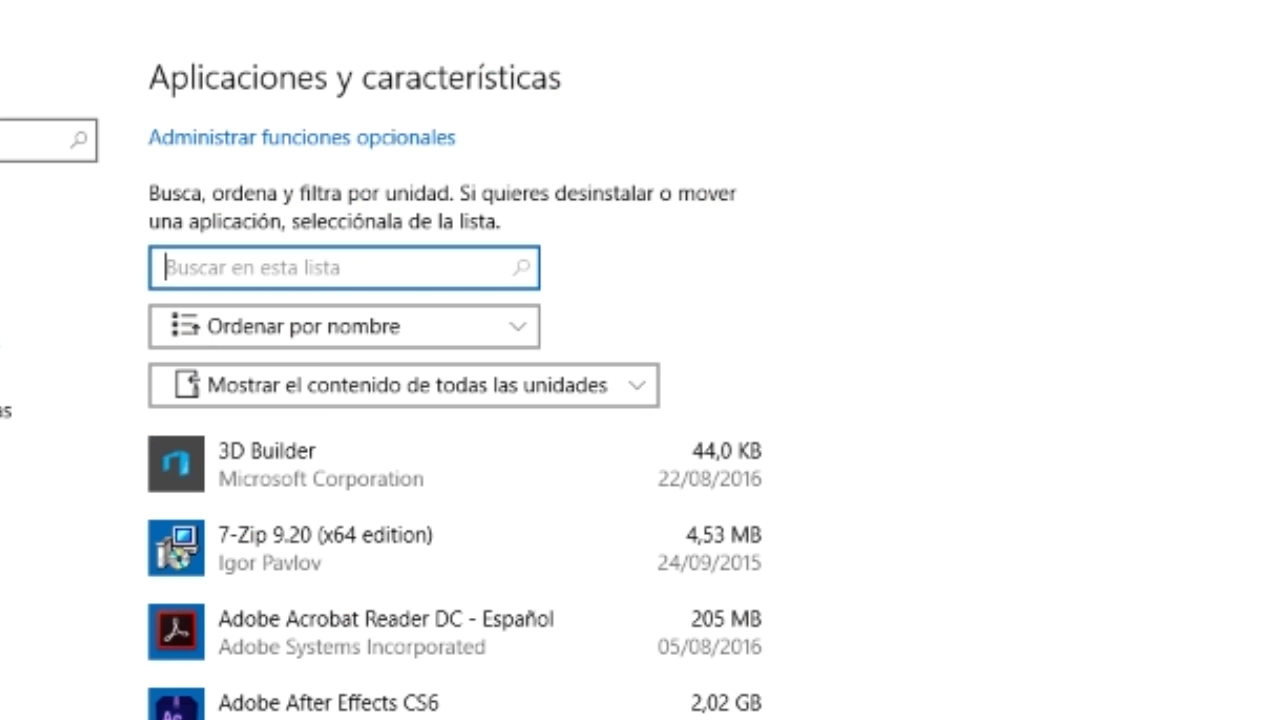 Aplicaciones y características
Administrar funciones opcionales
Busca, ordena y filtra por unidad. Si quieres desinstalar o mover
una aplicación, selecciónala de la lista.
Buscar en esta lista
Ordenar por nombre
Mostrar el contenido de todas las unidades
as
3D Builder 44,0 KB
Microsoft Corporation 22/08/2016
7-Zip 9.20 (x64 edition) 4,53 MB
Igor Pavlov 24/09/2015
Adobe Acrobat Reader DC - Español 205 MB
Adobe Systems Incorporated 05/08/2016
Adobe After Effects CS6 2,02 GB